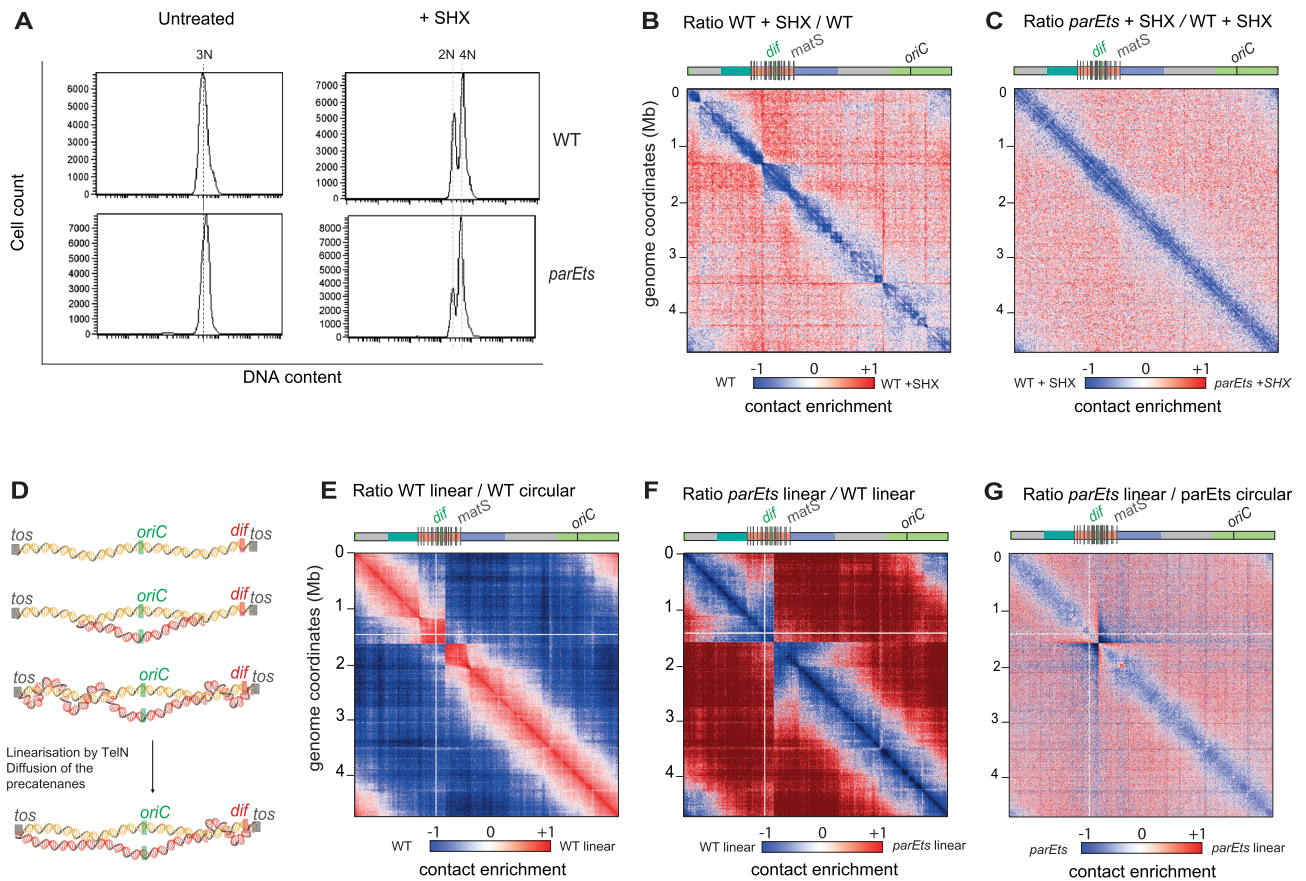 A
Untreated
+ SHX
3N
2N
4N
7000
6000
5000
4000
3000
2000
1000
0
7000
6000
5000
4000
3000
2000
1000
0
WT
7000
6000
5000
4000
3000
2000
1000
0
8000
7000
6000
5000
4000
3000
2000
1000
0
parEts
Cell count
DNA content
B
Ratio WT + SHX / WT
dif
matS
oriC
0
1
2
3
4
genome coordinates (Mb)
-1
0
+1
WT
WT +SHX
contact enrichment
C
Ratio parEts + SHX / WT + SHX
dif
matS
oriC
0
1
2
3
4
-1
0
+1
WT + SHX
parEts +SHX
contact enrichment
D
tos
oriC
dif
tos
tos
oriC
dif
tos
tos
oriC
dif
tos
Linearisation by TelN
Diffusion of the
precatenanes
tos
oriC
dif
tos
E
Ratio WT linear / WT circular
dif
matS
oriC
0
1
2
3
4
genome coordinates (Mb)
-1
0
+1
WT
WT linear
contact enrichment
F
Ratio parEts linear / WT linear
dif
matS
oriC
0
1
2
3
4
-1
0
+1
WT linear
parEts linear
contact enrichment
G
Ratio parEts linear / parEts circular
dif
matS
oriC
0
1
2
3
4
-1
0
+1
parEts
parEts linear
contact enrichment